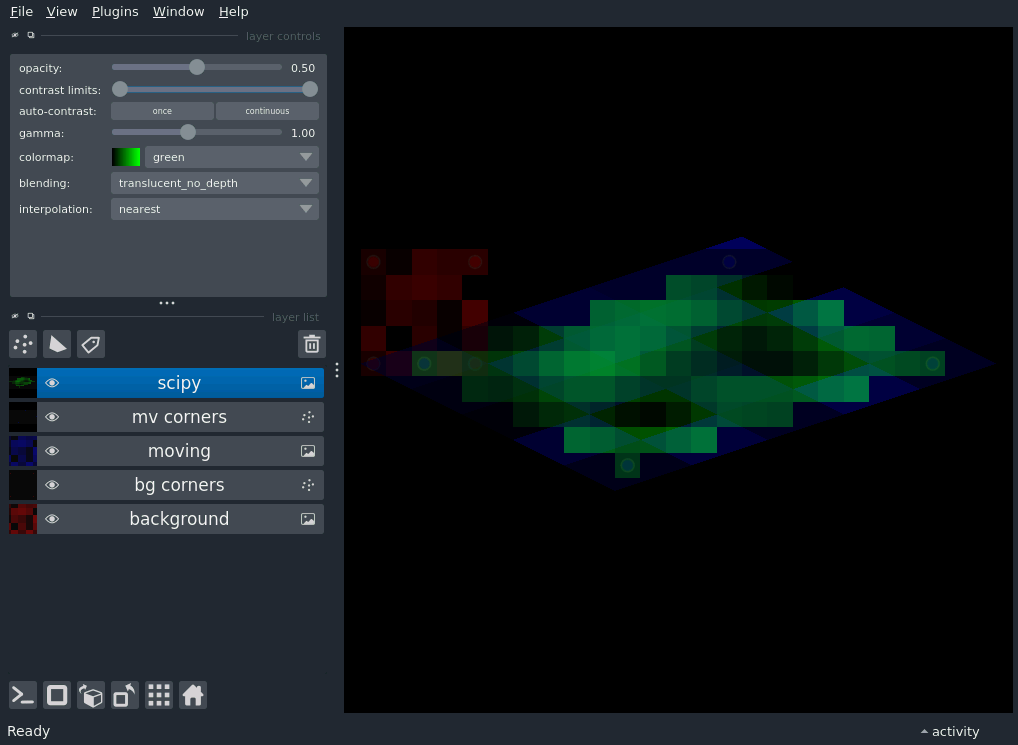 File View Plugins Window Help
layer controls
opacity: 0.50
contrast limits:
auto-contrast: once continuous
gamma: 1.00
colormap: green
blending: translucent_no_depth
interpolation: nearest
layer list
scipy
mv corners
moving
bg corners
background
Ready
activity